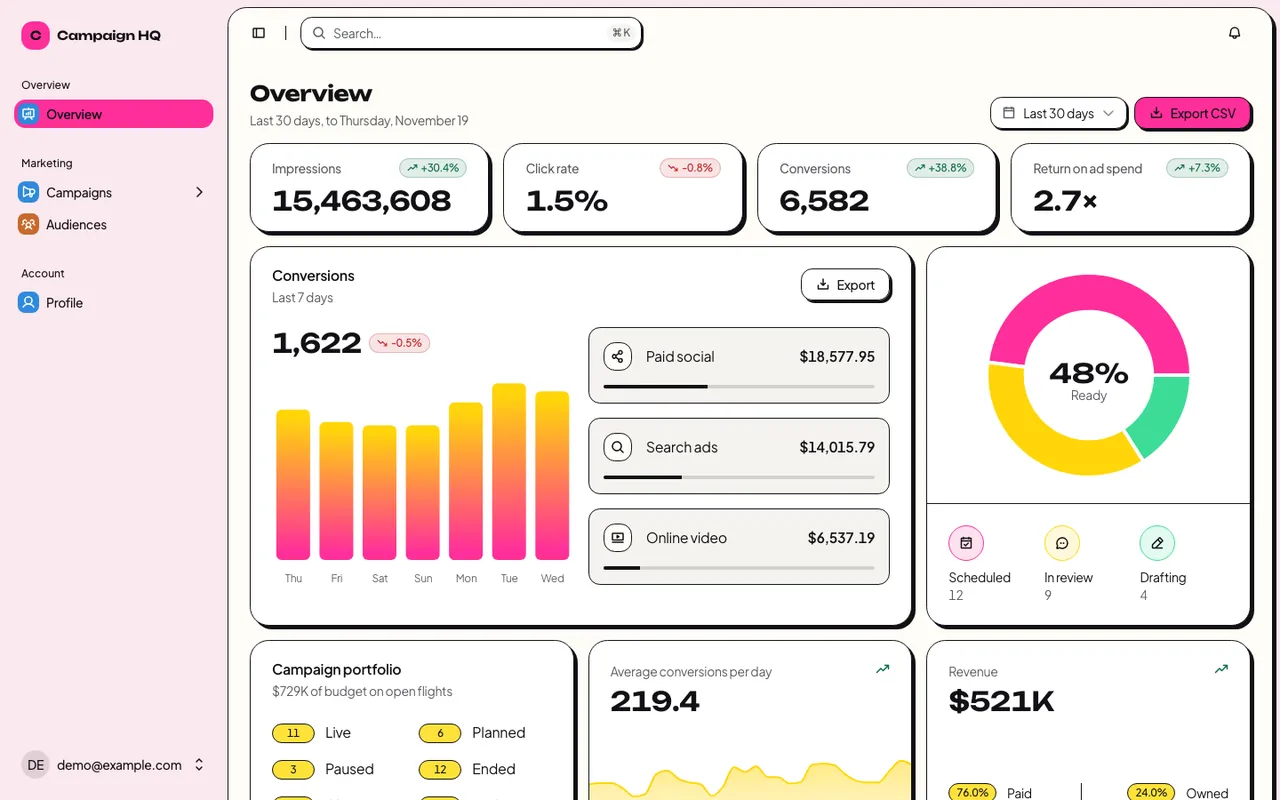 C Campaign HQ
Overview
Overview
Marketing
Campaigns
Audiences
Account
Profile
DE demo@example.com
Search... ⌘K
Overview
Last 30 days, to Thursday, November 19
Last 30 days
Export CSV
Impressions +30.4%
15,463,608
Click rate -0.8%
1.5%
Conversions +38.8%
6,582
Return on ad spend +7.3%
2.7×
Conversions
Last 7 days
Export
1,622 -0.5%
Thu Fri Sat Sun Mon Tue Wed
Paid social $18,577.95
Search ads $14,015.79
Online video $6,537.19
48%
Ready
Scheduled
12
In review
9
Drafting
4
Campaign portfolio
$729K of budget on open flights
11 Live
6 Planned
3 Paused
12 Ended
Average conversions per day
219.4
Revenue
$521K
76.0% Paid
24.0% Owned